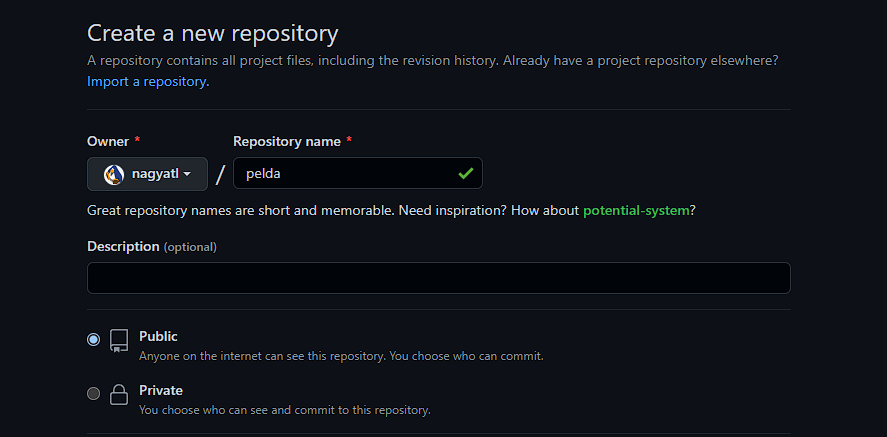 Create a new repository
A repository contains all project files, including the revision history. Already have a project repository elsewhere?
Import a repository.
Owner * Repository name *
nagyatl / pelda
Great repository names are short and memorable. Need inspiration? How about potential-system?
Description (optional)
Public
Anyone on the internet can see this repository. You choose who can commit.
Private
You choose who can see and commit to this repository.